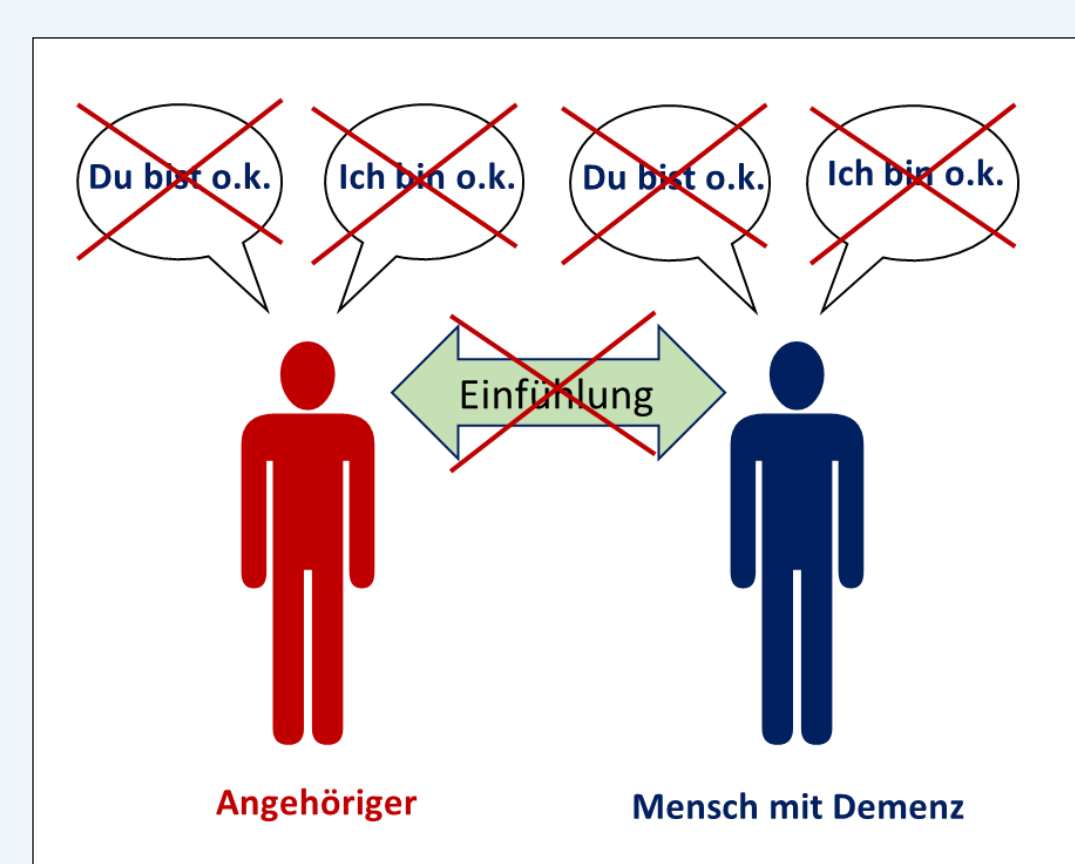 Du bist o.k.
Ich bin o.k.
Du bist o.k.
Ich bin o.k.
Einfühlung
Angehöriger
Mensch mit Demenz